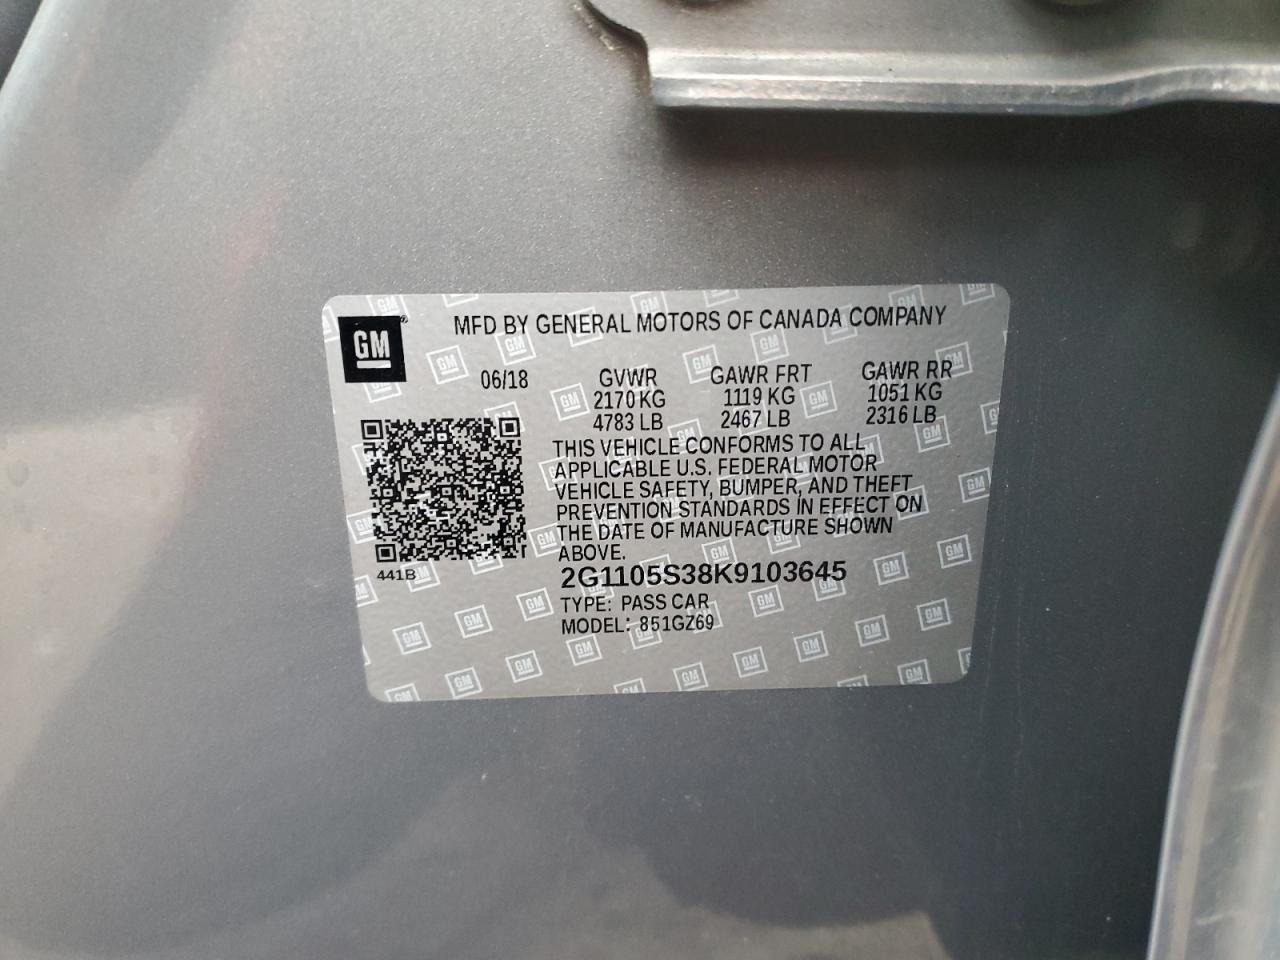 GM
MFD BY GENERAL MOTORS OF CANADA COMPANY
06/18 GVWR GAWR FRT GAWR RR
2170 KG 1119 KG 1051 KG
4783 LB 2467 LB 2316 LB
THIS VEHICLE CONFORMS TO ALL
APPLICABLE U.S. FEDERAL MOTOR
VEHICLE SAFETY, BUMPER, AND THEFT
PREVENTION STANDARDS IN EFFECT ON
THE DATE OF MANUFACTURE SHOWN
ABOVE.
441B
2G1105S38K9103645
TYPE: PASS CAR
MODEL: 851GZ69